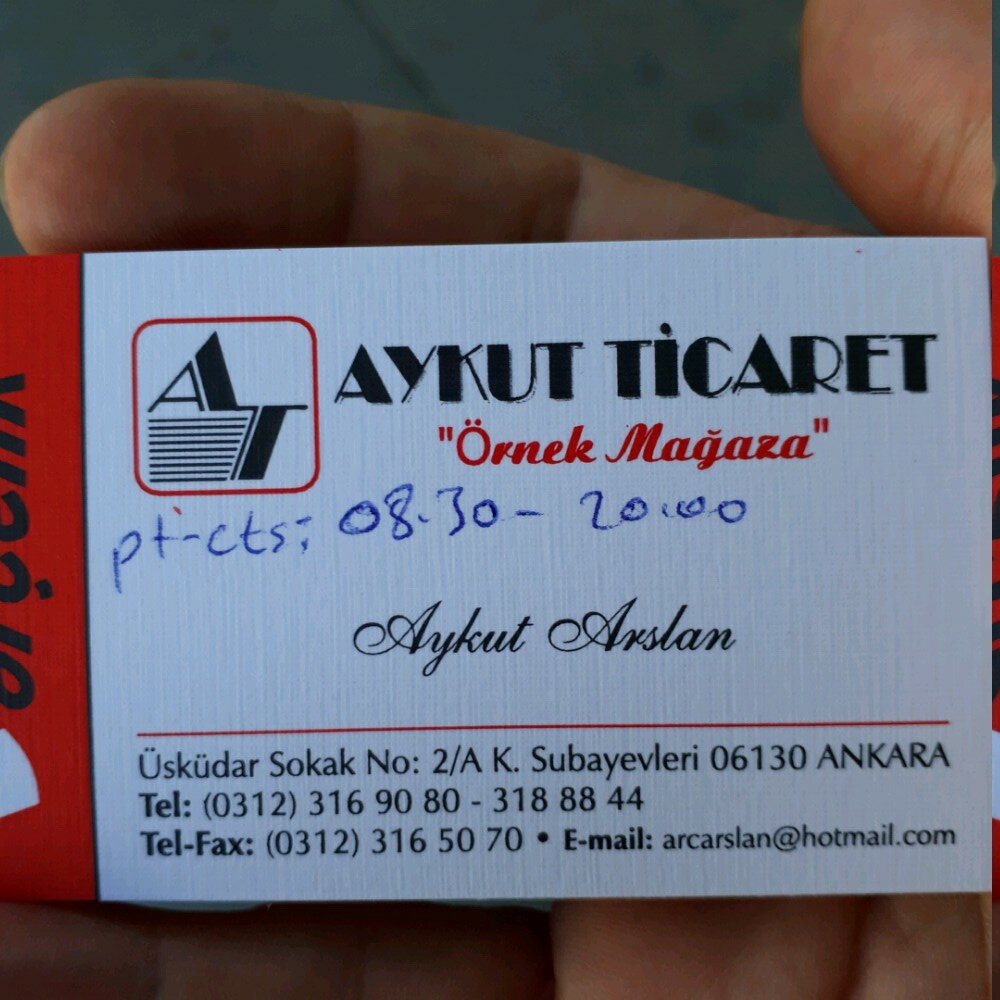 arçelik
ALT
AYKUT TİCARET
"Örnek Mağaza"
pt-cts: 08.30 - 20.00
Aykut Arslan
Üsküdar Sokak No: 2/A K. Subayevleri 06130 ANKARA
Tel: (0312) 316 90 80 - 318 88 44
Tel-Fax: (0312) 316 50 70 • E-mail: arcarslan@hotmail.com